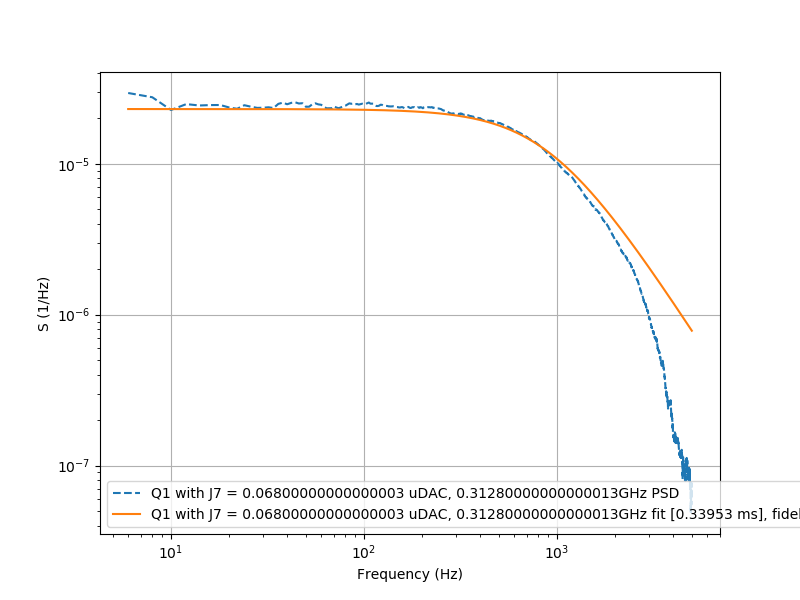 10⁻⁵
10⁻⁶
10⁻⁷
S (1/Hz)
Q1 with J7 = 0.06800000000000003 uDAC, 0.31280000000000013GHz PSD
Q1 with J7 = 0.06800000000000003 uDAC, 0.31280000000000013GHz fit [0.33953 ms], fidel
10¹ 10² 10³
Frequency (Hz)